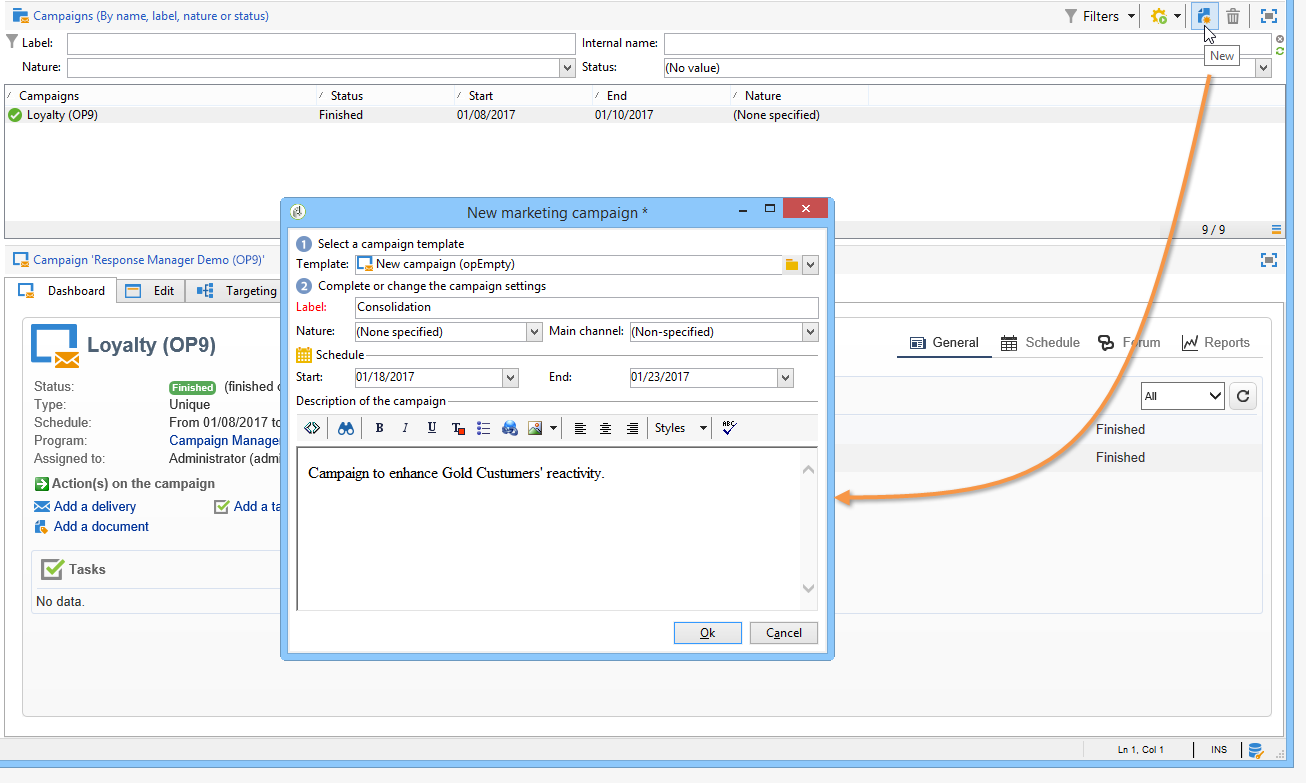 Campaigns (By name, label, nature or status) Filters
Label: Internal name:
New
Nature: Status: (No value)
Campaigns Status Start End Nature
Loyalty (OP9) Finished 01/08/2017 01/10/2017 (None specified)
9 / 9
Campaign 'Response Manager Demo (OP9)'
Dashboard Edit Targeting
Loyalty (OP9)
General Schedule Forum Reports
Status: Finished (finished
Type: Unique
Schedule: From 01/08/2017 to
Program: Campaign Manage
Assigned to: Administrator (admi
Action(s) on the campaign
Add a delivery Add a ta
Add a document
Tasks
No data.
All
Finished
Finished
New marketing campaign *
1 Select a campaign template
Template: New campaign (opEmpty)
2 Complete or change the campaign settings
Label: Consolidation
Nature: (None specified) Main channel: (Non-specified)
Schedule
Start: 01/18/2017 End: 01/23/2017
Description of the campaign
B I U T Styles ABC
Campaign to enhance Gold Custumers' reactivity.
Ok Cancel
Ln 1, Col 1 INS